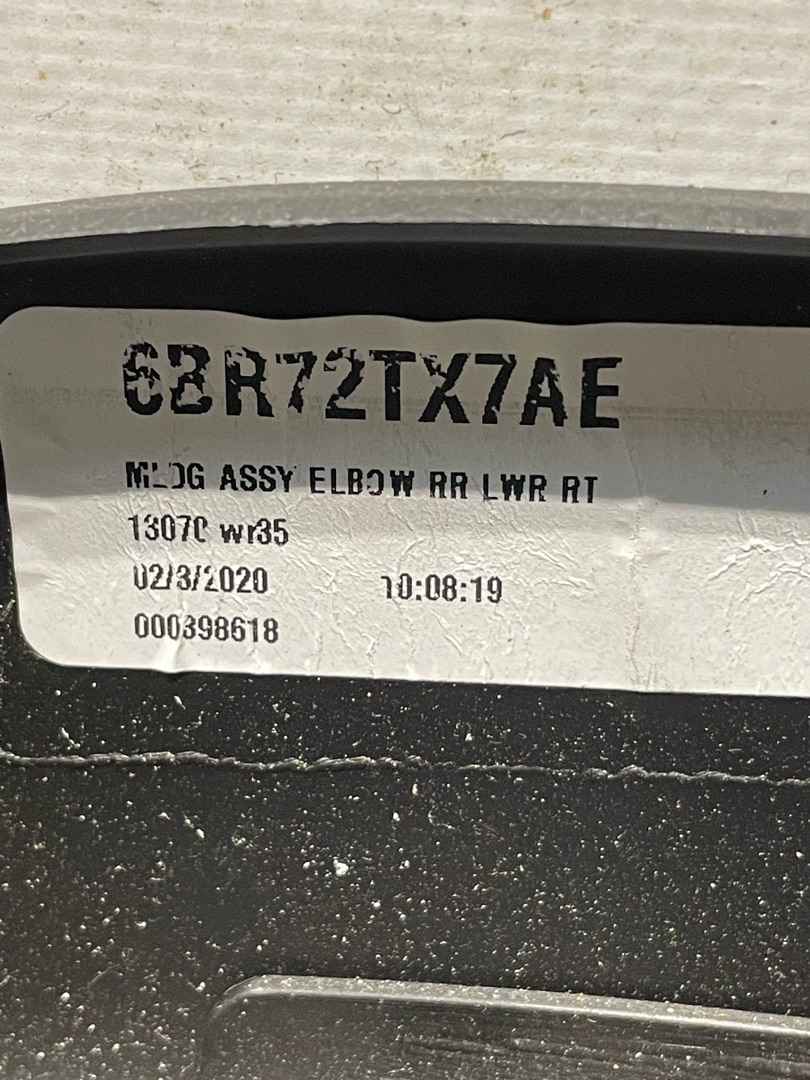 6BR72TX7AE
MLDG ASSY ELBOW RR LWR RT
13070 wr35
02/3/2020 10:08:19
000398618